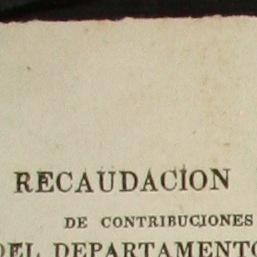 RECAUDACION
DE CONTRIBUCIONES
DEL DEPARTAMENTO